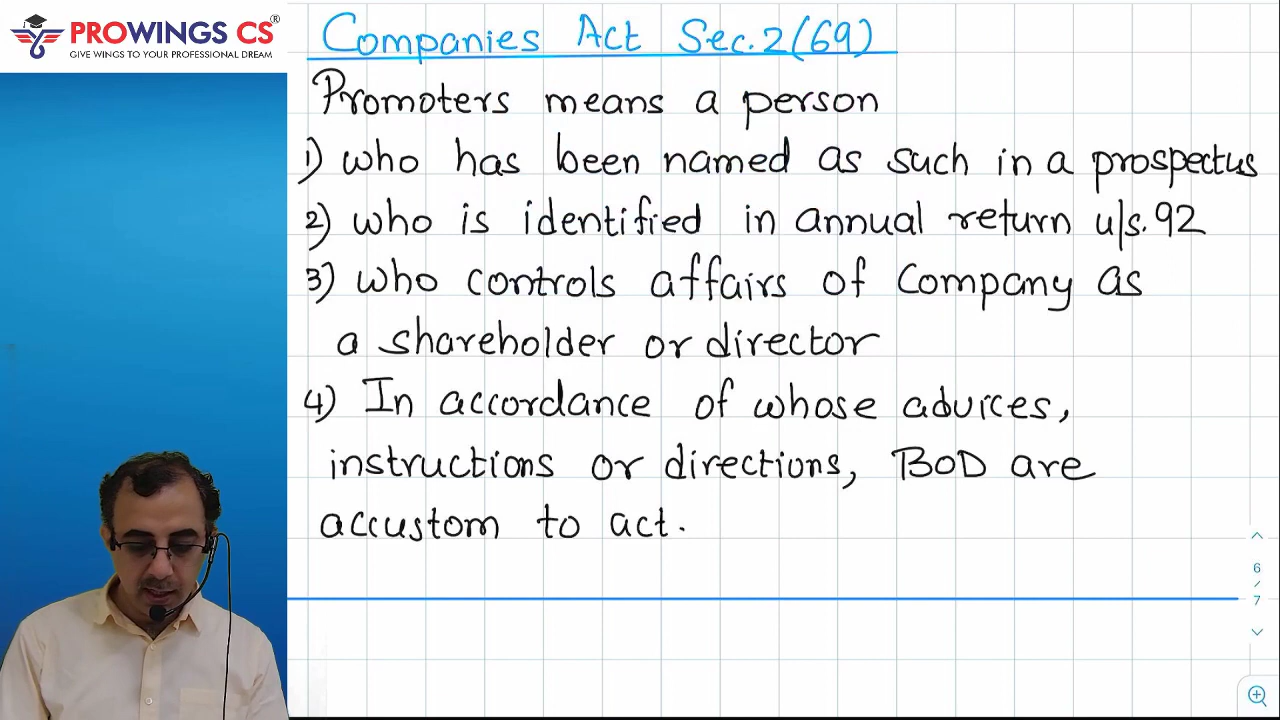 PROWINGS CS®
GIVE WINGS TO YOUR PROFESSIONAL DREAM
Companies Act Sec.2(69)
Promoters means a person
1) who has been named as such in a prospectus
2) who is identified in annual return u/s.92
3) who controls affairs of Company as
a shareholder or director
4) In accordance of whose advices,
instructions or directions, BOD are
accustom to act.
6
/
7